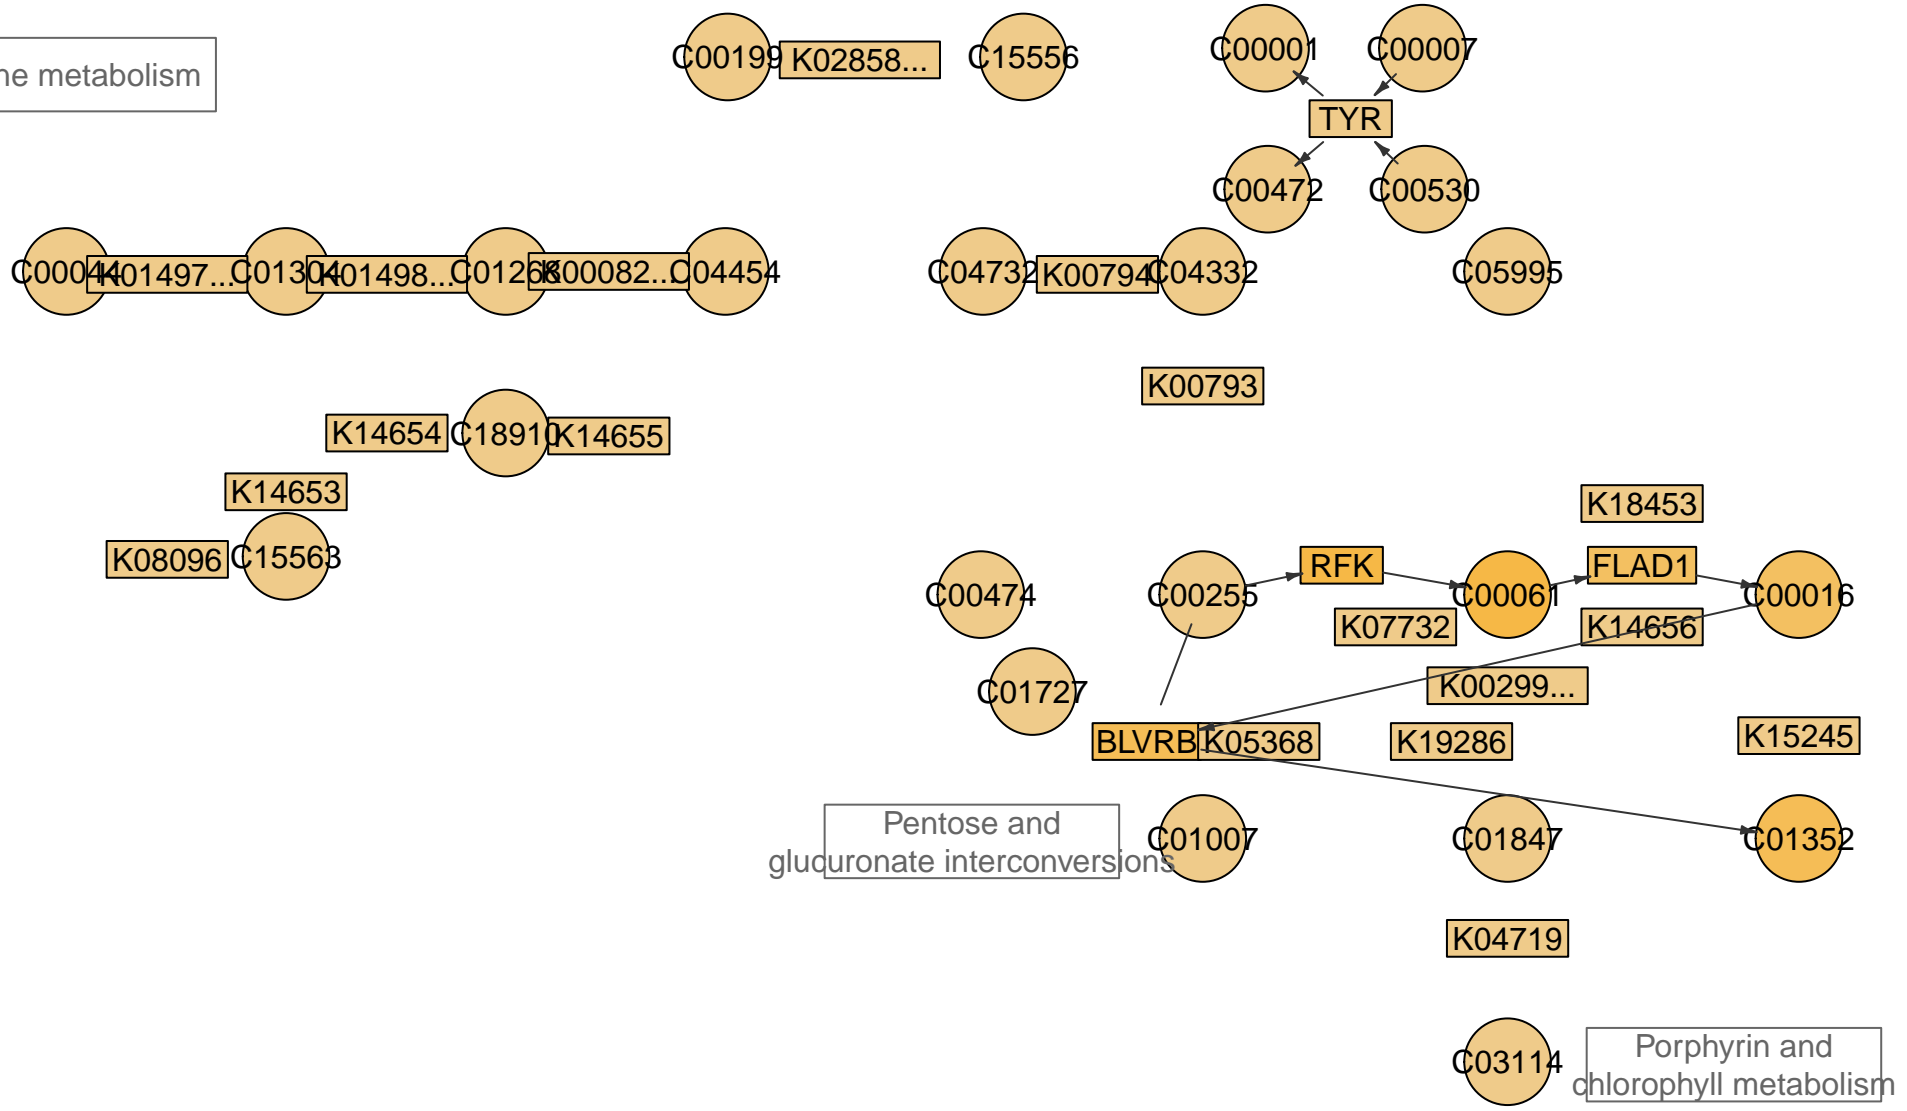 ne metabolism
C00199
K02858...
C15556
C00001
C00007
TYR
C00472
C00530
C00044
K01497...
C01304
K01498...
C01268
K00082...
C04454
C04732
K00794
C04332
C05995
K00793
K14654
C18910
K14655
K14653
K08096
C15563
K18453
C00474
C00255
RFK
C00061
FLAD1
C00016
K07732
K14656
C01727
K00299...
BLVRB
K05368
K19286
K15245
Pentose and
glucuronate interconversions
C01007
C01847
C01352
K04719
C03114
Porphyrin and
chlorophyll metabolism